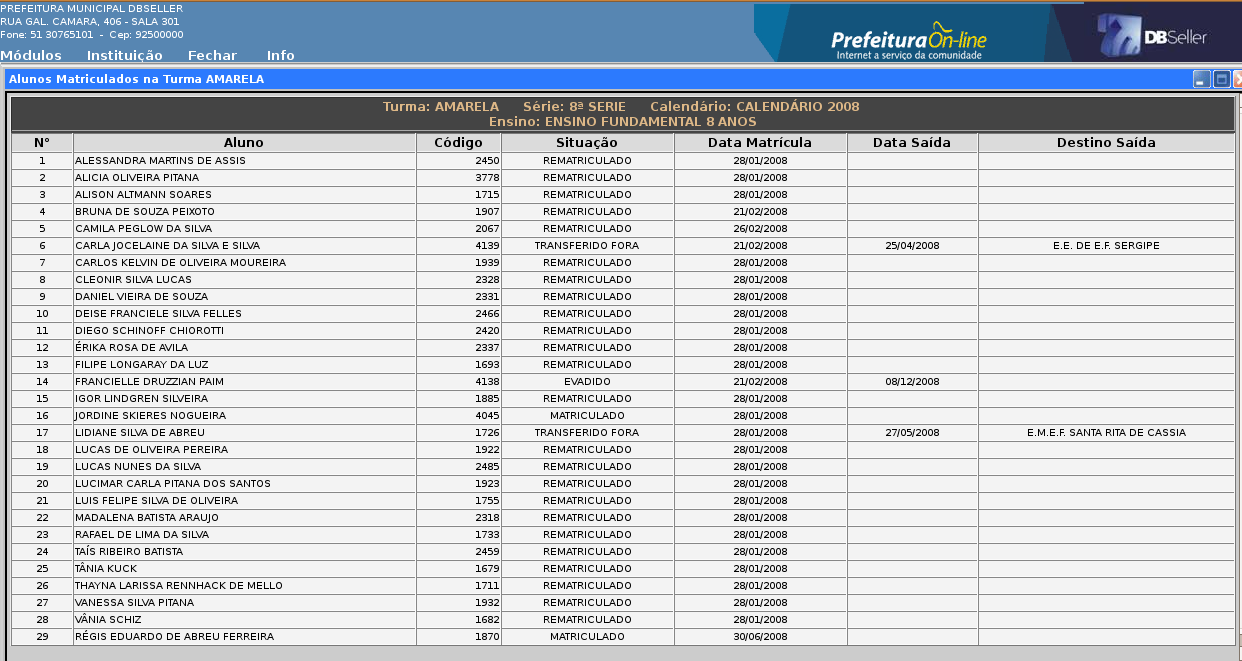 PREFEITURA MUNICIPAL DBSELLER
RUA GAL. CAMARA, 406 - SALA 301
Fone: 51 30765101 - Cep: 92500000
Módulos Instituição Fechar Info
Prefeitura On-line
Internet a serviço da comunidade
DBSeller
Alunos Matriculados na Turma AMARELA
Turma: AMARELA Série: 8ª SERIE Calendário: CALENDÁRIO 2008
Ensino: ENSINO FUNDAMENTAL 8 ANOS
N° Aluno Código Situação Data Matrícula Data Saída Destino Saída
1 ALESSANDRA MARTINS DE ASSIS 2450 REMATRICULADO 28/01/2008
2 ALICIA OLIVEIRA PITANA 3778 REMATRICULADO 28/01/2008
3 ALISON ALTMANN SOARES 1715 REMATRICULADO 28/01/2008
4 BRUNA DE SOUZA PEIXOTO 1907 REMATRICULADO 21/02/2008
5 CAMILA PEGLOW DA SILVA 2067 REMATRICULADO 26/02/2008
6 CARLA JOCELAINE DA SILVA E SILVA 4139 TRANSFERIDO FORA 21/02/2008 25/04/2008 E.E. DE E.F. SERGIPE
7 CARLOS KELVIN DE OLIVEIRA MOUREIRA 1939 REMATRICULADO 28/01/2008
8 CLEONIR SILVA LUCAS 2328 REMATRICULADO 28/01/2008
9 DANIEL VIEIRA DE SOUZA 2331 REMATRICULADO 28/01/2008
10 DEISE FRANCIELE SILVA FELLES 2466 REMATRICULADO 28/01/2008
11 DIEGO SCHINOFF CHIOROTTI 2420 REMATRICULADO 28/01/2008
12 ÉRIKA ROSA DE AVILA 2337 REMATRICULADO 28/01/2008
13 FILIPE LONGARAY DA LUZ 1693 REMATRICULADO 28/01/2008
14 FRANCIELLE DRUZZIAN PAIM 4138 EVADIDO 21/02/2008 08/12/2008
15 IGOR LINDGREN SILVEIRA 1885 REMATRICULADO 28/01/2008
16 JORDINE SKIERES NOGUEIRA 4045 MATRICULADO 28/01/2008
17 LIDIANE SILVA DE ABREU 1726 TRANSFERIDO FORA 28/01/2008 27/05/2008 E.M.E.F. SANTA RITA DE CASSIA
18 LUCAS DE OLIVEIRA PEREIRA 1922 REMATRICULADO 28/01/2008
19 LUCAS NUNES DA SILVA 2485 REMATRICULADO 28/01/2008
20 LUCIMAR CARLA PITANA DOS SANTOS 1923 REMATRICULADO 28/01/2008
21 LUIS FELIPE SILVA DE OLIVEIRA 1755 REMATRICULADO 28/01/2008
22 MADALENA BATISTA ARAUJO 2318 REMATRICULADO 28/01/2008
23 RAFAEL DE LIMA DA SILVA 1733 REMATRICULADO 28/01/2008
24 TAÍS RIBEIRO BATISTA 2459 REMATRICULADO 28/01/2008
25 TÂNIA KUCK 1679 REMATRICULADO 28/01/2008
26 THAYNA LARISSA RENNHACK DE MELLO 1711 REMATRICULADO 28/01/2008
27 VANESSA SILVA PITANA 1932 REMATRICULADO 28/01/2008
28 VÂNIA SCHIZ 1682 REMATRICULADO 28/01/2008
29 RÉGIS EDUARDO DE ABREU FERREIRA 1870 MATRICULADO 30/06/2008